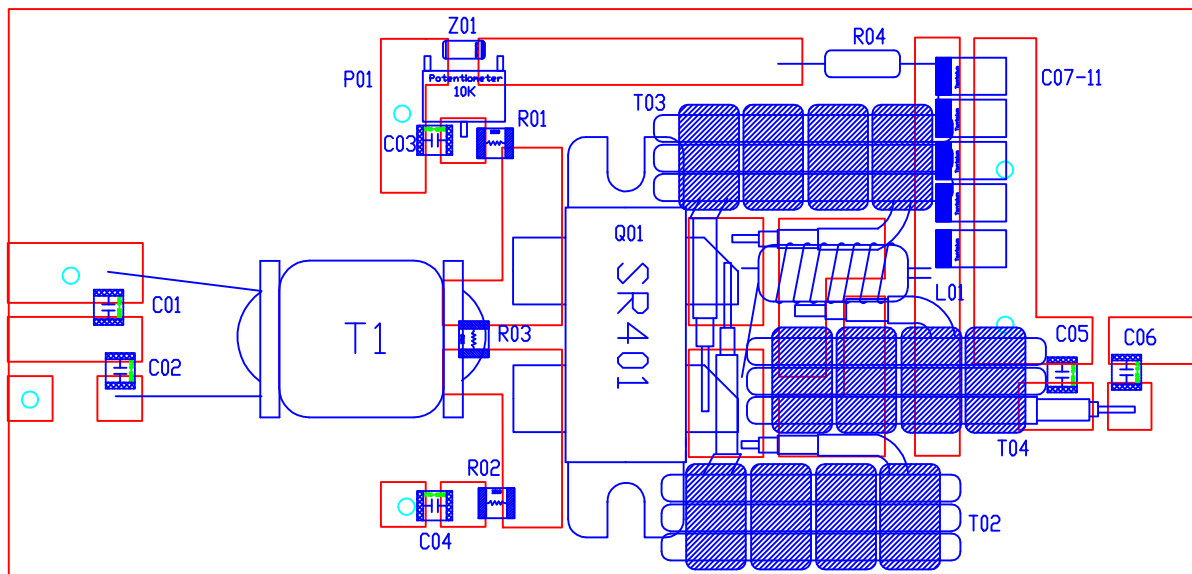 Z01
R04
P01
Potentiometer
10K
C07-11
T03
R01
C03
Q01
SR401
L01
C01
T1
R03
C05
C06
C02
T04
R02
T02
C04